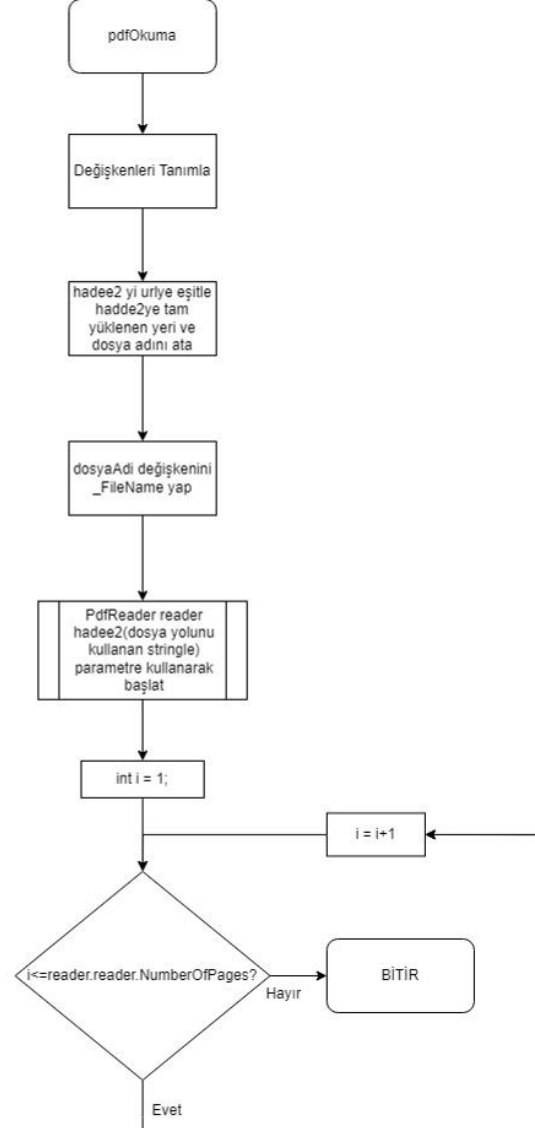 pdfOkuma
Değişkenleri Tanımla
hadee2 yi urlye eşitle
hadde2ye tam
yüklenen yeri ve
dosya adını ata
dosyaAdi değişkenini
_FileName yap
PdfReader reader
hadee2(dosya yolunu
kullanan stringle)
parametre kullanarak
başlat
int i = 1;
i = i+1
i<=reader.reader.NumberOfPages?
Hayır
BİTİR
Evet